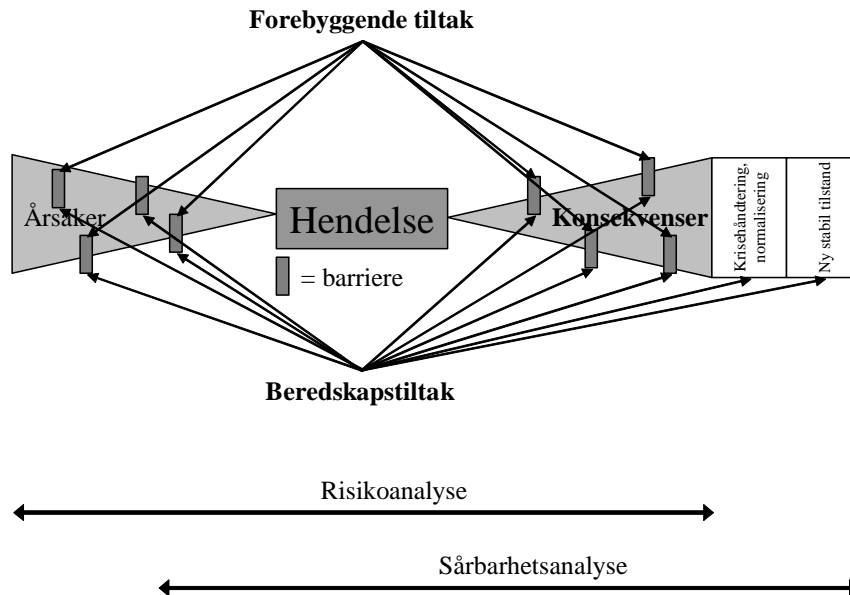 Forebyggende tiltak
Årsaker
Hendelse
Konsekvenser
Krisehåndtering,
normalisering
Ny stabil tilstand
= barriere
Beredskapstiltak
Risikoanalyse
Sårbarhetsanalyse